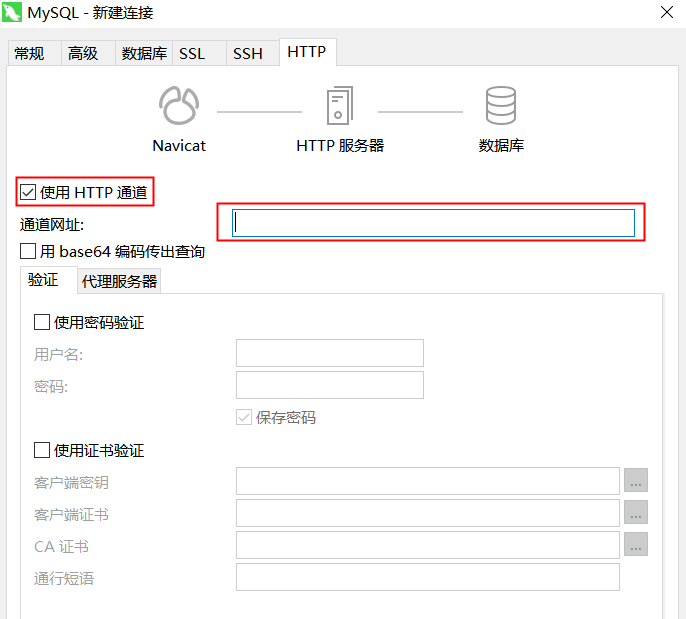 MySQL - 新建连接
常规 高级 数据库 SSL SSH HTTP
Navicat HTTP 服务器 数据库
使用 HTTP 通道
通道网址:
用 base64 编码传出查询
验证 代理服务器
使用密码验证
用户名:
密码:
保存密码
使用证书验证
客户端密钥 ...
客户端证书 ...
CA 证书 ...
通行短语